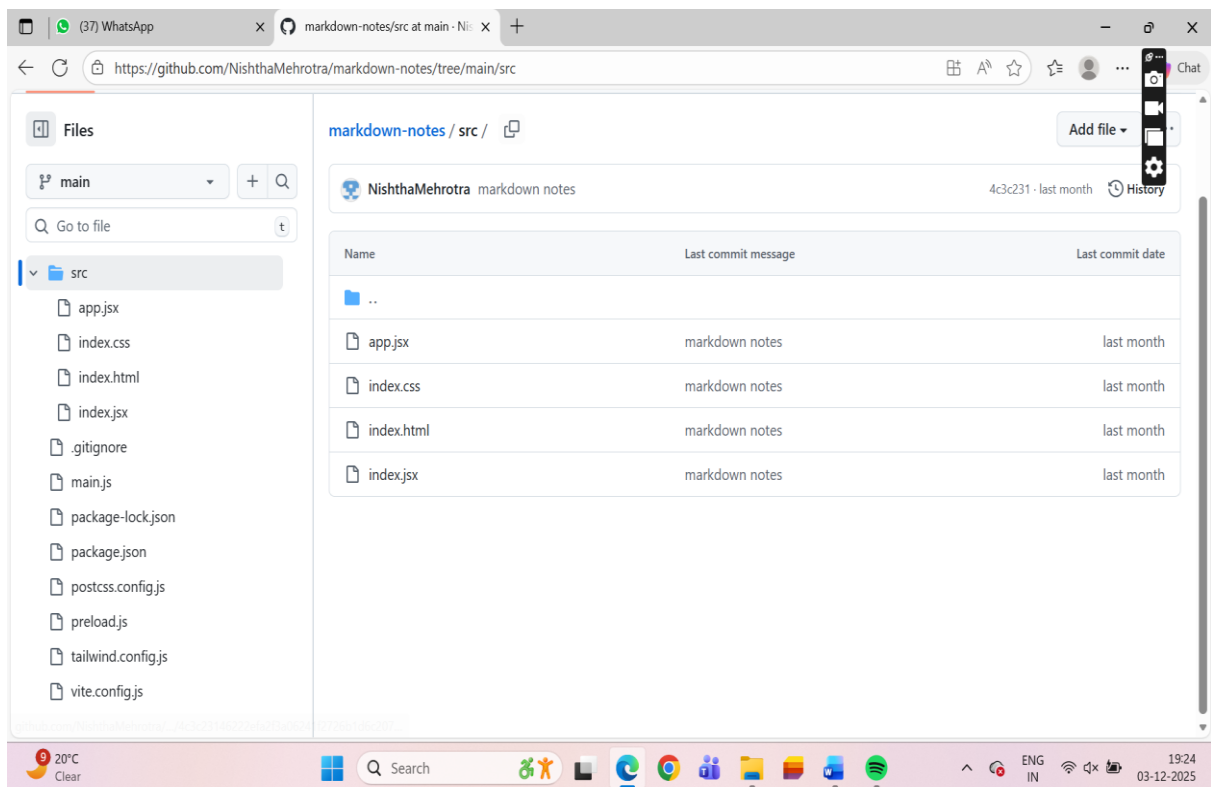 (37) WhatsApp
markdown-notes/src at main · Nis
https://github.com/NishthaMehrotra/markdown-notes/tree/main/src
Chat
Files
markdown-notes / src /
Add file
main
NishthaMehrotra markdown notes
4c3c231 · last month
History
Go to file
t
Name Last commit message Last commit date
src
..
app.jsx
index.css
index.html
index.jsx
.gitignore
main.js
package-lock.json
package.json
postcss.config.js
preload.js
tailwind.config.js
vite.config.js
app.jsx markdown notes last month
index.css markdown notes last month
index.html markdown notes last month
index.jsx markdown notes last month
9
20°C
Clear
Search
ENG
IN
19:24
03-12-2025